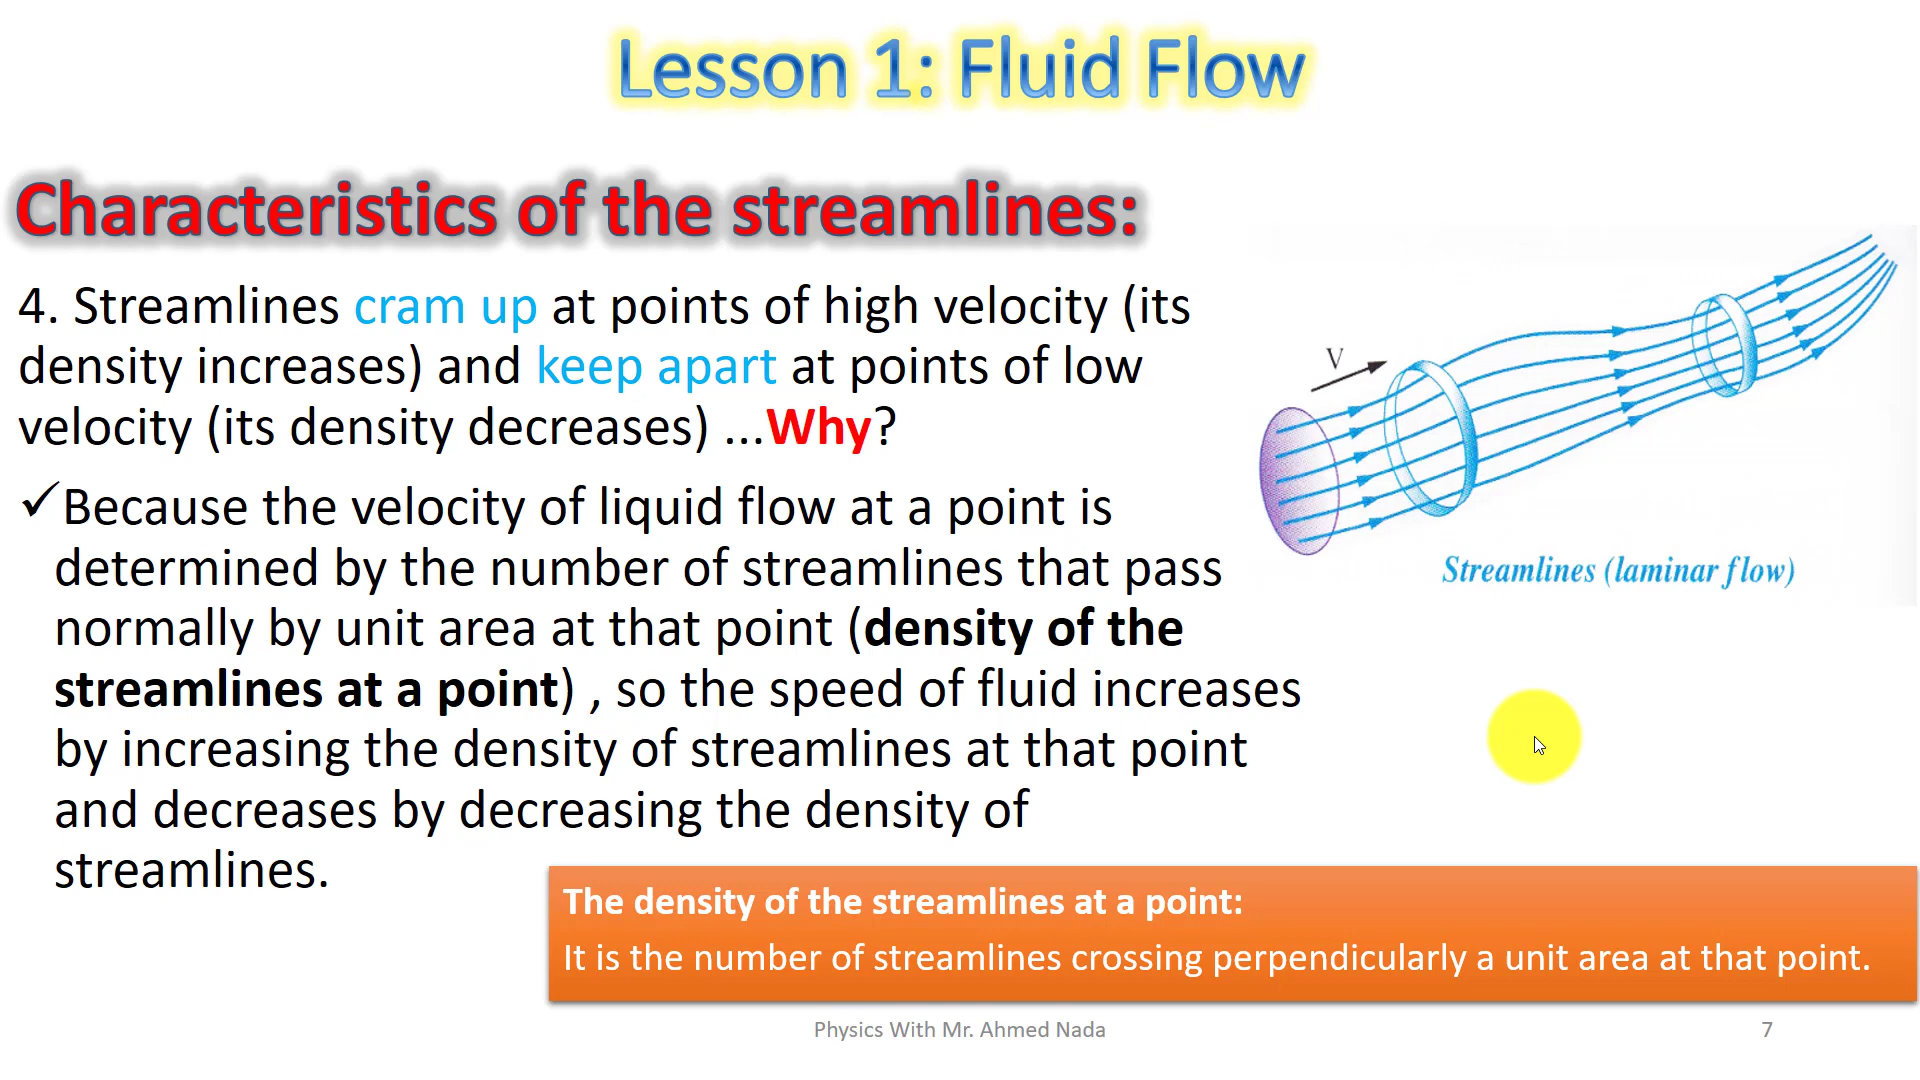 Lesson 1: Fluid Flow
Characteristics of the streamlines:
4. Streamlines cram up at points of high velocity (its
density increases) and keep apart at points of low
velocity (its density decreases) ...Why?
✓Because the velocity of liquid flow at a point is
determined by the number of streamlines that pass
normally by unit area at that point (density of the
streamlines at a point) , so the speed of fluid increases
by increasing the density of streamlines at that point
and decreases by decreasing the density of
streamlines.
V
Streamlines (laminar flow)
The density of the streamlines at a point:
It is the number of streamlines crossing perpendicularly a unit area at that point.
Physics With Mr. Ahmed Nada
7